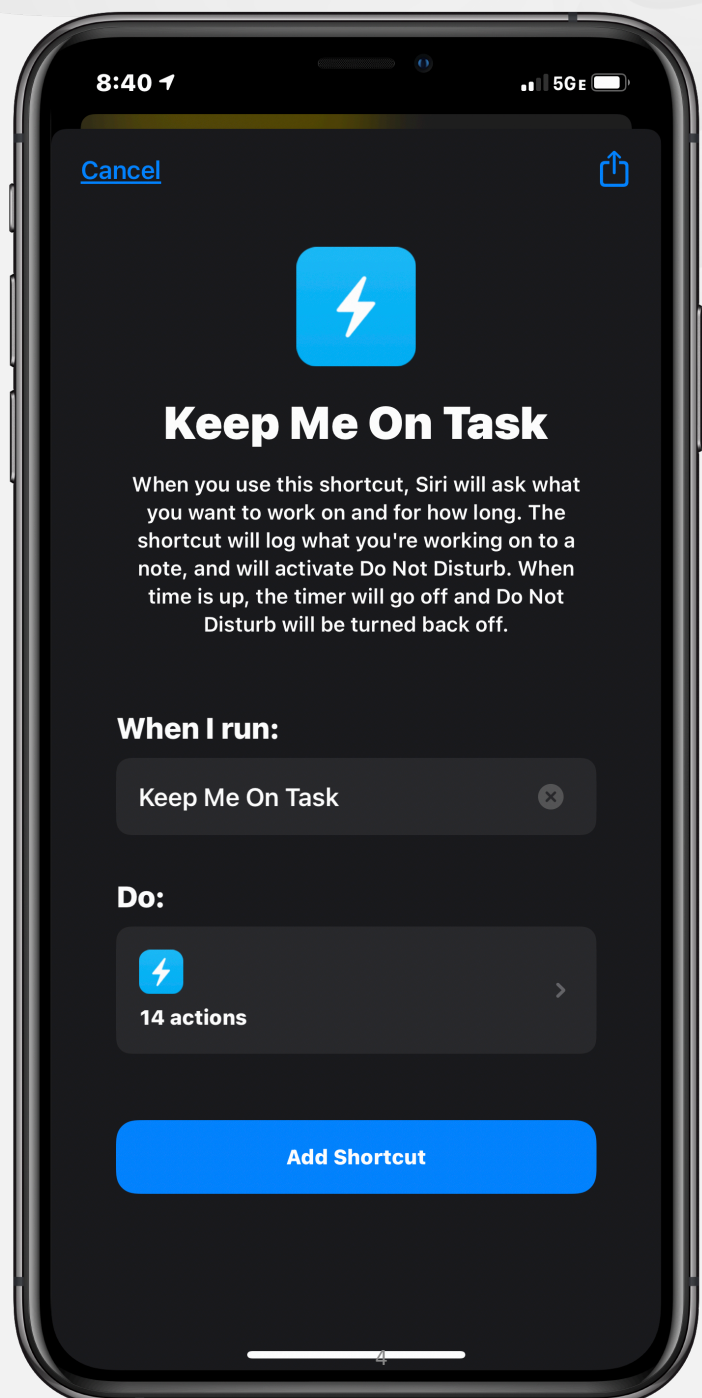 8:40
5GE
Cancel
Keep Me On Task
When you use this shortcut, Siri will ask what
you want to work on and for how long. The
shortcut will log what you're working on to a
note, and will activate Do Not Disturb. When
time is up, the timer will go off and Do Not
Disturb will be turned back off.
When I run:
Keep Me On Task
Do:
14 actions
Add Shortcut
4